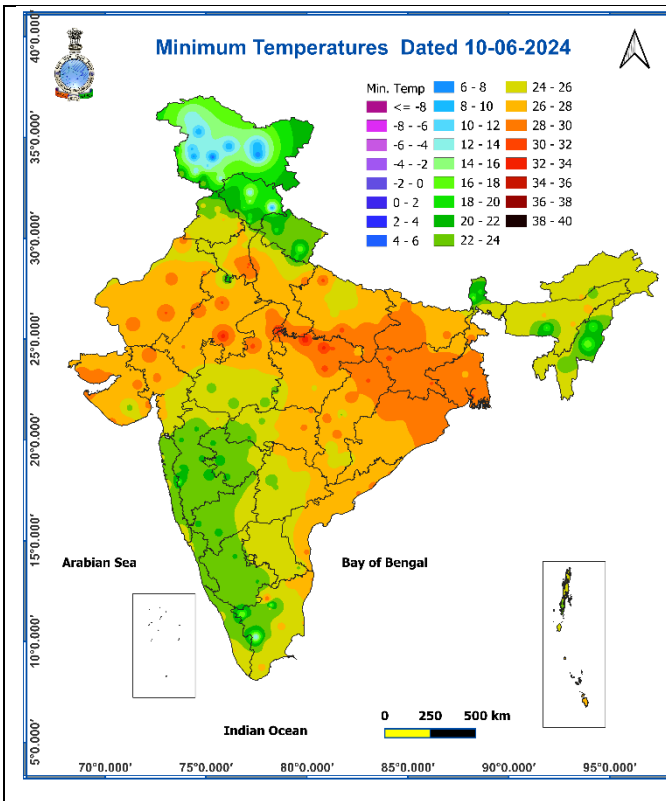 Minimum Temperatures Dated 10-06-2024
Min. Temp
<= -8
-8 - -6
-6 - -4
-4 - -2
-2 - 0
0 - 2
2 - 4
4 - 6
6 - 8
8 - 10
10 - 12
12 - 14
14 - 16
16 - 18
18 - 20
20 - 22
22 - 24
24 - 26
26 - 28
28 - 30
30 - 32
32 - 34
34 - 36
36 - 38
38 - 40
40°0.000'
35°0.000'
30°0.000'
25°0.000'
20°0.000'
15°0.000'
10°0.000'
5°0.000'
Arabian Sea
Bay of Bengal
Indian Ocean
0 250 500 km
70°0.000' 75°0.000' 80°0.000' 85°0.000' 90°0.000' 95°0.000'